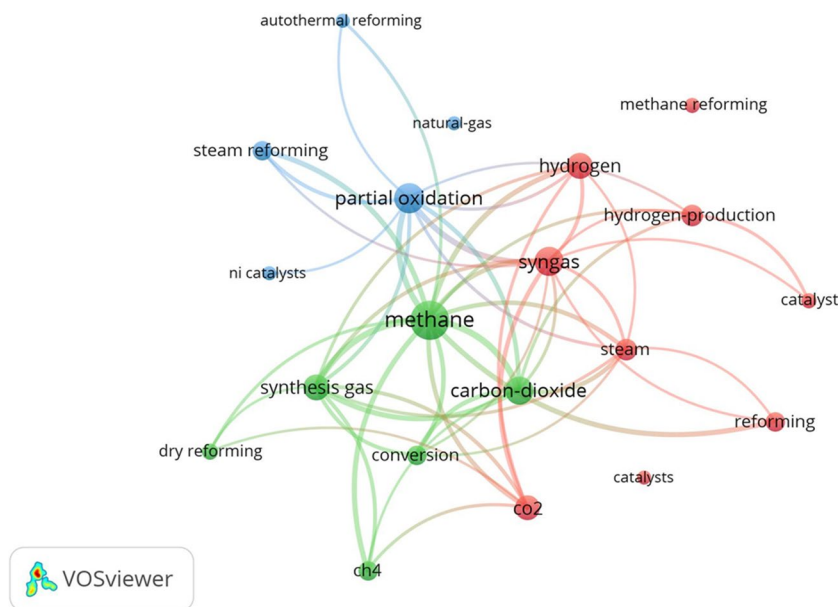 autothermal reforming
methane reforming
natural-gas
steam reforming
hydrogen
partial oxidation
hydrogen-production
syngas
ni catalysts
catalyst
methane
steam
synthesis gas
carbon-dioxide
reforming
dry reforming
conversion
catalysts
co2
ch4
VOSviewer